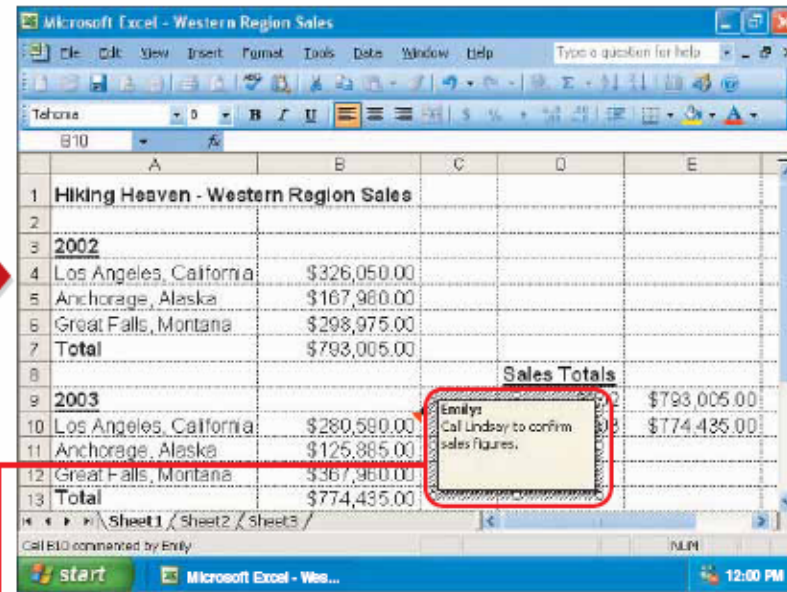 Microsoft Excel - Western Region Sales
File Edit View Insert Format Tools Data Window Help Type a question for help
Tahoma B I U $ %
B10 fx
A B C D E
1 Hiking Heaven - Western Region Sales
2
3 2002
4 Los Angeles, California $326,050.00
5 Anchorage, Alaska $167,980.00
6 Great Falls, Montana $298,975.00
7 Total $793,005.00
8 Sales Totals
9 2003 $793,005.00
10 Los Angeles, California $280,590.00 $774,435.00
11 Anchorage, Alaska $125,885.00
12 Great Falls, Montana $367,960.00
13 Total $774,435.00
Emily:
Call Lindsay to confirm
sales figures.
Sheet1 / Sheet2 / Sheet3 /
Cell B10 commented by Emily NUM
start Microsoft Excel - Wes... 12:00 PM